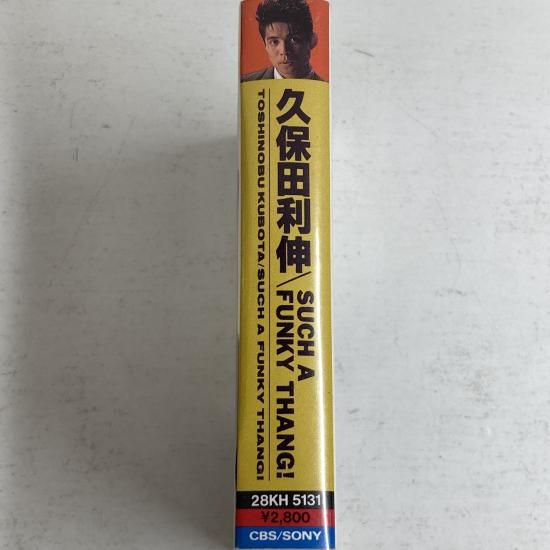 久保田利伸/SUCH A
FUNKY THANG!
TOSHINOBU KUBOTA/SUCH A FUNKY THANG!
28KH 5131
¥2,800
CBS/SONY